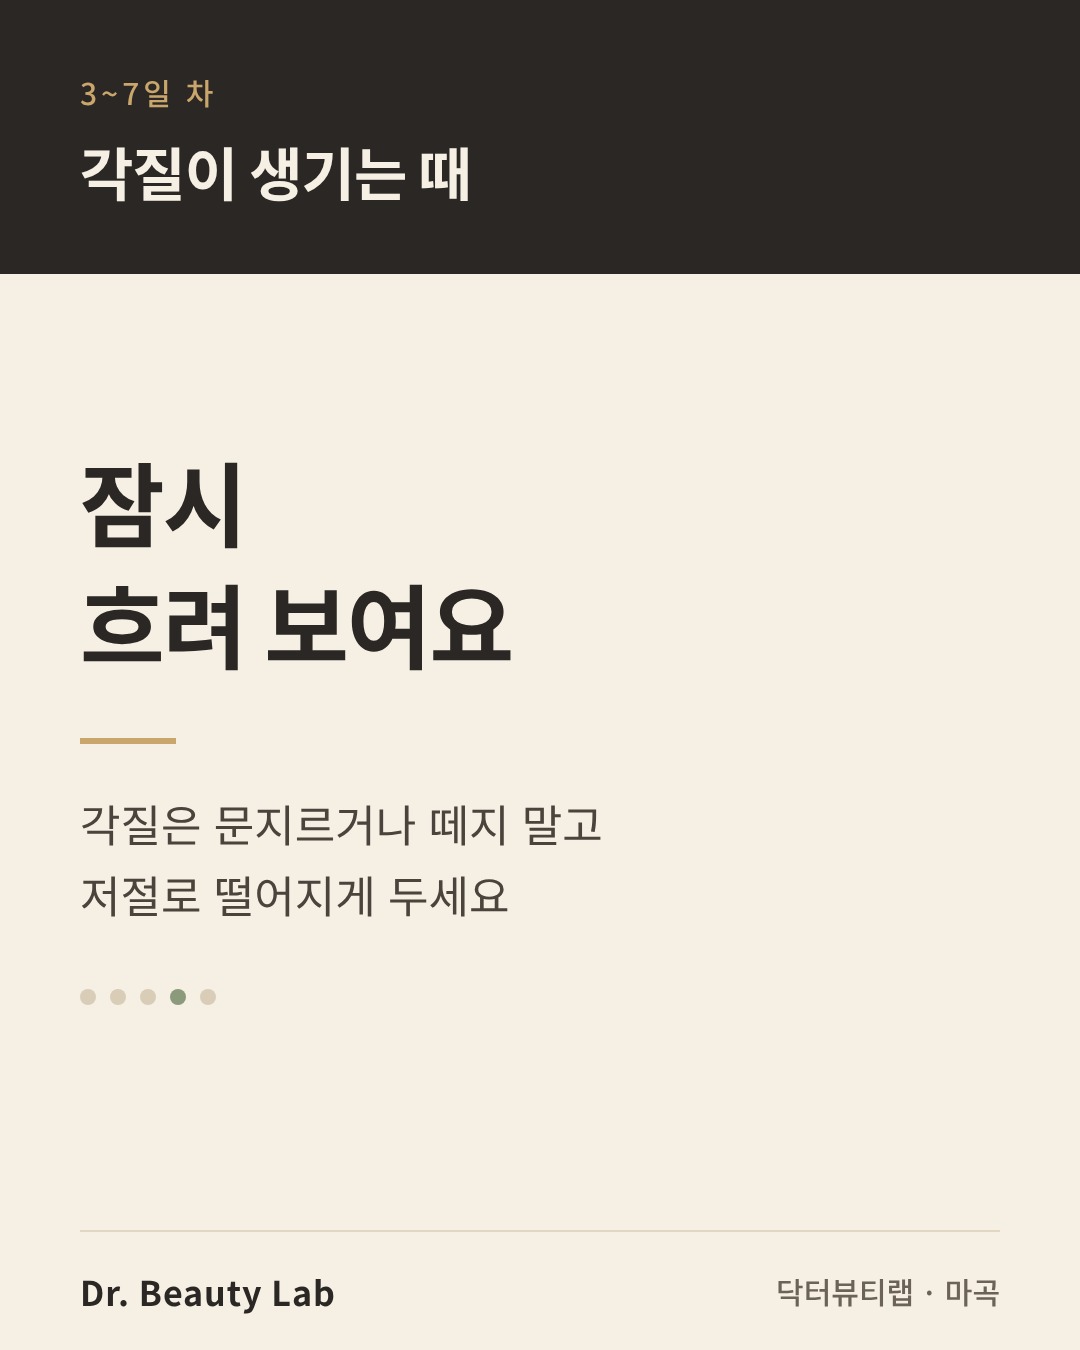 3~7일 차
각질이 생기는 때
잠시
흐려 보여요
각질은 문지르거나 떼지 말고
저절로 떨어지게 두세요
Dr. Beauty Lab
닥터뷰티랩 · 마곡